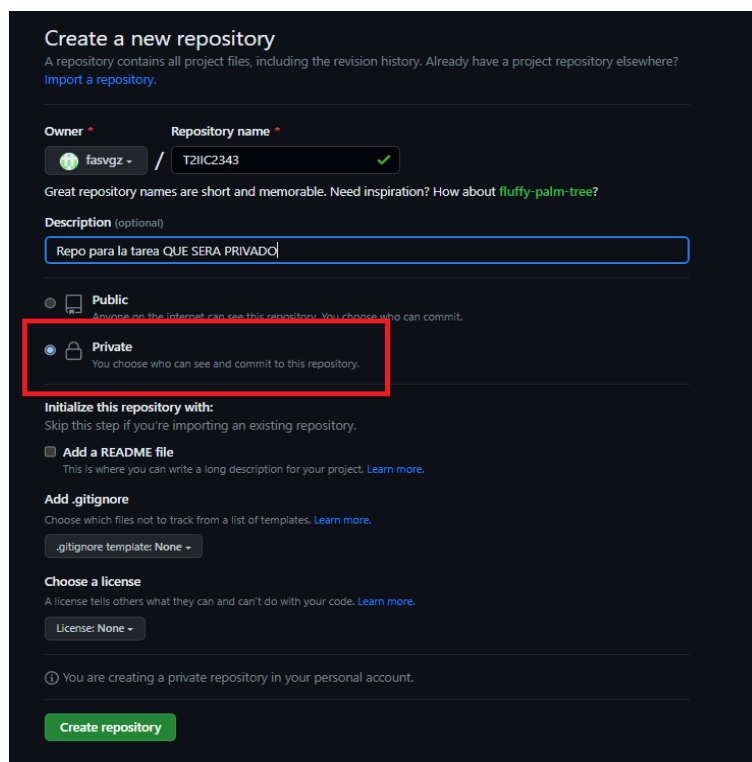 Create a new repository
A repository contains all project files, including the revision history. Already have a project repository elsewhere?
Import a repository.
Owner *
Repository name *
fasvgz
/
T2IIC2343
Great repository names are short and memorable. Need inspiration? How about fluffy-palm-tree?
Description (optional)
Repo para la tarea QUE SERA PRIVADO
Public
Anyone on the internet can see this repository. You choose who can commit.
Private
You choose who can see and commit to this repository.
Initialize this repository with:
Skip this step if you're importing an existing repository.
Add a README file
This is where you can write a long description for your project. Learn more.
Add .gitignore
Choose which files not to track from a list of templates. Learn more.
.gitignore template: None
Choose a license
A license tells others what they can and can't do with your code. Learn more.
License: None
You are creating a private repository in your personal account.
Create repository